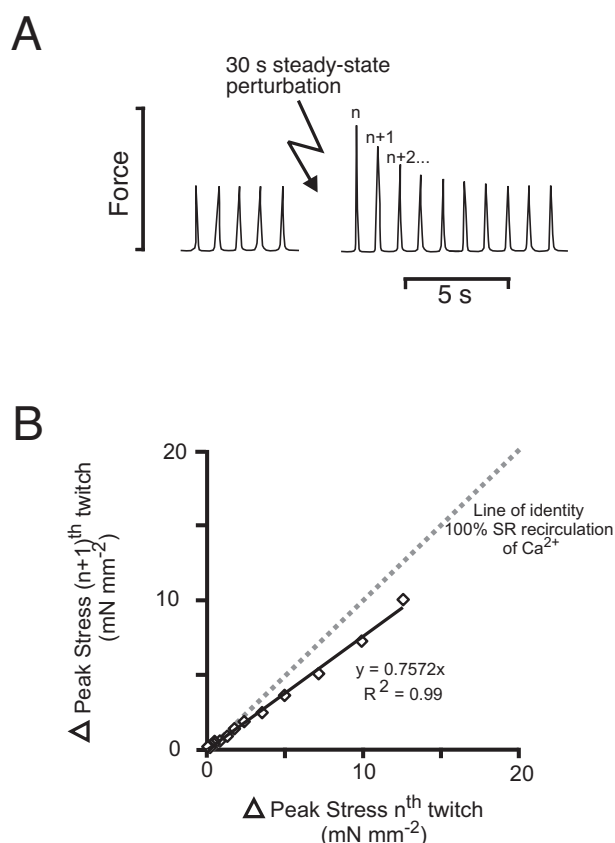 A
30 s steady-state
perturbation
n
n+1
n+2...
Force
5 s
B
20
10
0
Δ Peak Stress (n+1)th twitch
(mN mm-2)
Line of identity
100% SR recirculation
of Ca2+
y = 0.7572x
R2 = 0.99
0
10
20
Δ Peak Stress nth twitch
(mN mm-2)